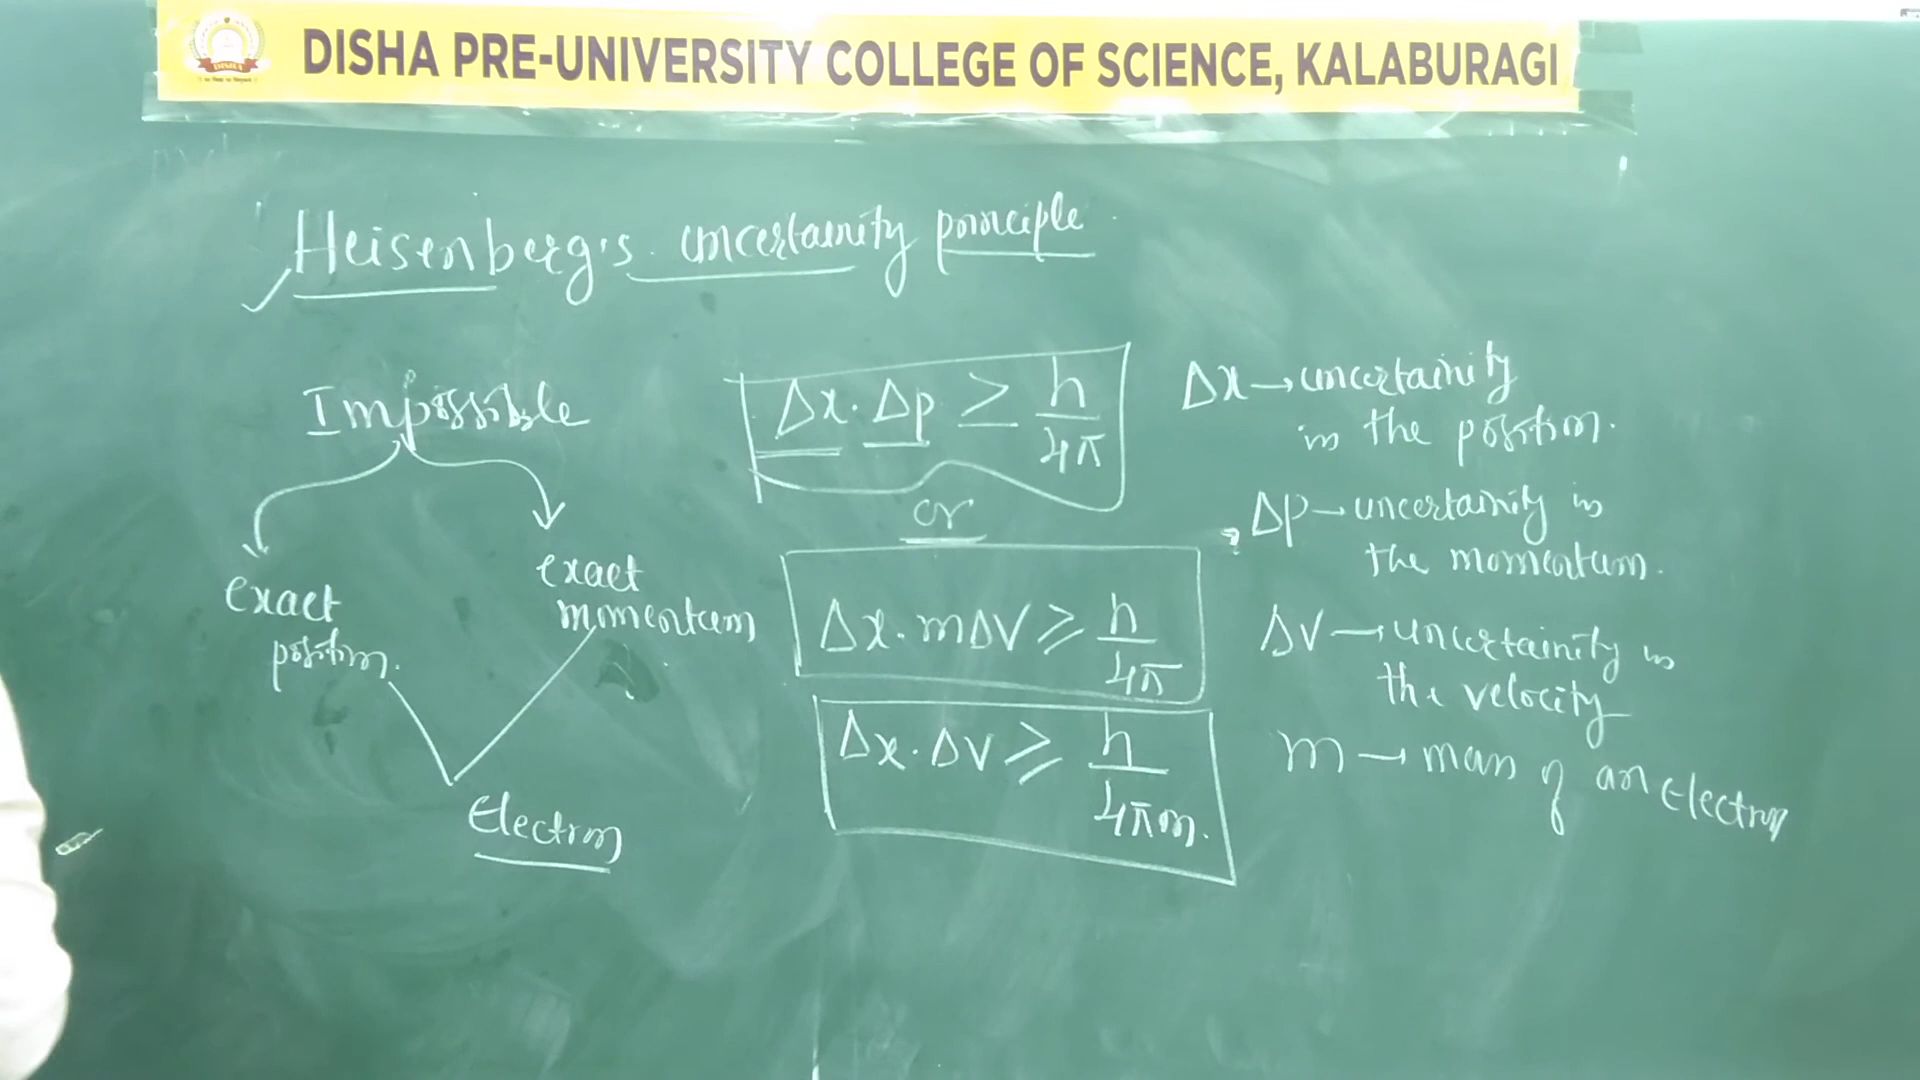 DISHA PRE-UNIVERSITY COLLEGE OF SCIENCE, KALABURAGI
DISHA
Heisenberg's uncertainity principle
Impossible
exact position.
exact momentum
Electron
Δx. Δp ≥ h/4π
or
Δx. mΔV ≥ h/4π
Δx. ΔV ≥ h/4πm.
Δx → uncertainity
in the position.
Δp → uncertainity in
the momentum.
ΔV → uncertainity in
the velocity
m → mass of an Electron